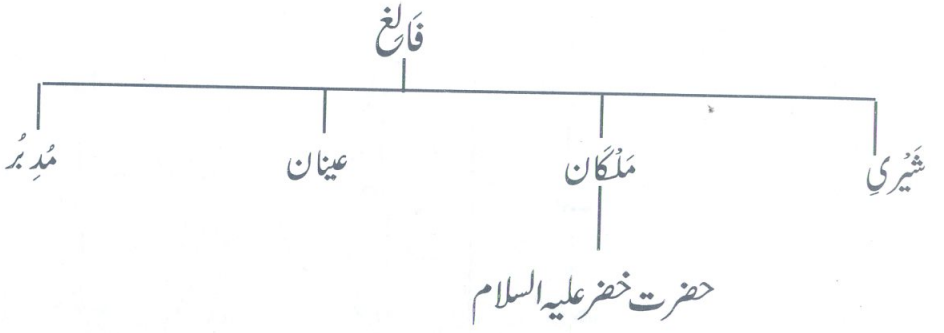 فَالِغ
شَیْرِیِ مَلْکَان عینان مُدِبُر
حضرت خضر علیہ السلام